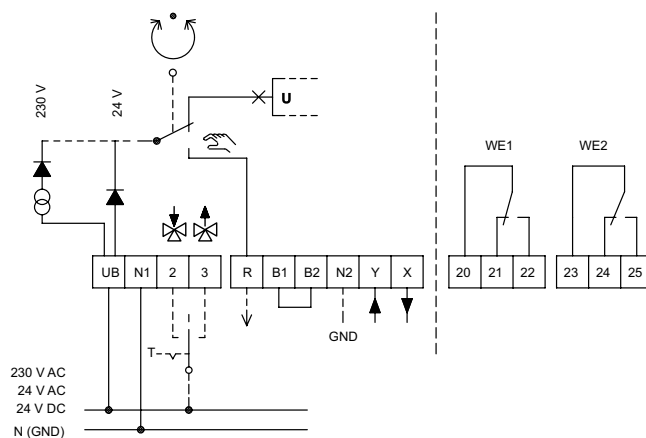 230 V
24 V
U
WE1
WE2
UB N1 2 3 R B1 B2 N2 Y X 20 21 22 23 24 25
GND
T
230 V AC
24 V AC
24 V DC
N (GND)